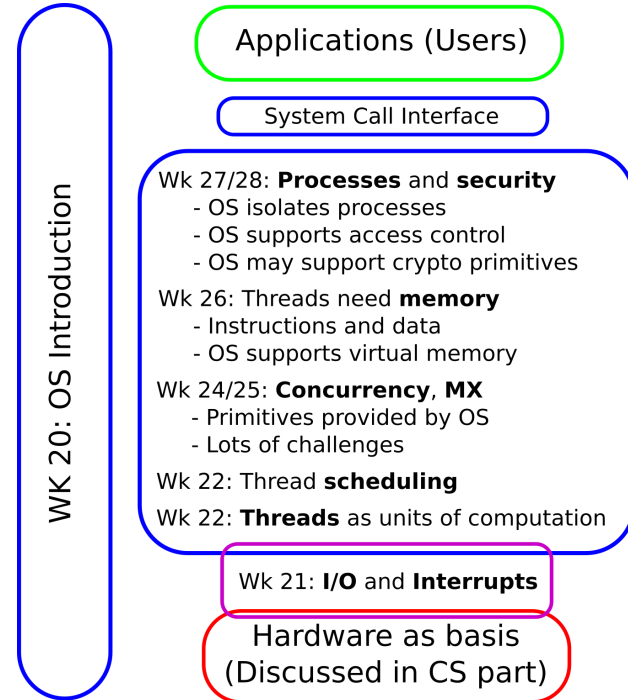 WK 20: OS Introduction
Applications (Users)
System Call Interface
Wk 27/28: Processes and security
- OS isolates processes
- OS supports access control
- OS may support crypto primitives
Wk 26: Threads need memory
- Instructions and data
- OS supports virtual memory
Wk 24/25: Concurrency, MX
- Primitives provided by OS
- Lots of challenges
Wk 22: Thread scheduling
Wk 22: Threads as units of computation
Wk 21: I/O and Interrupts
Hardware as basis
(Discussed in CS part)